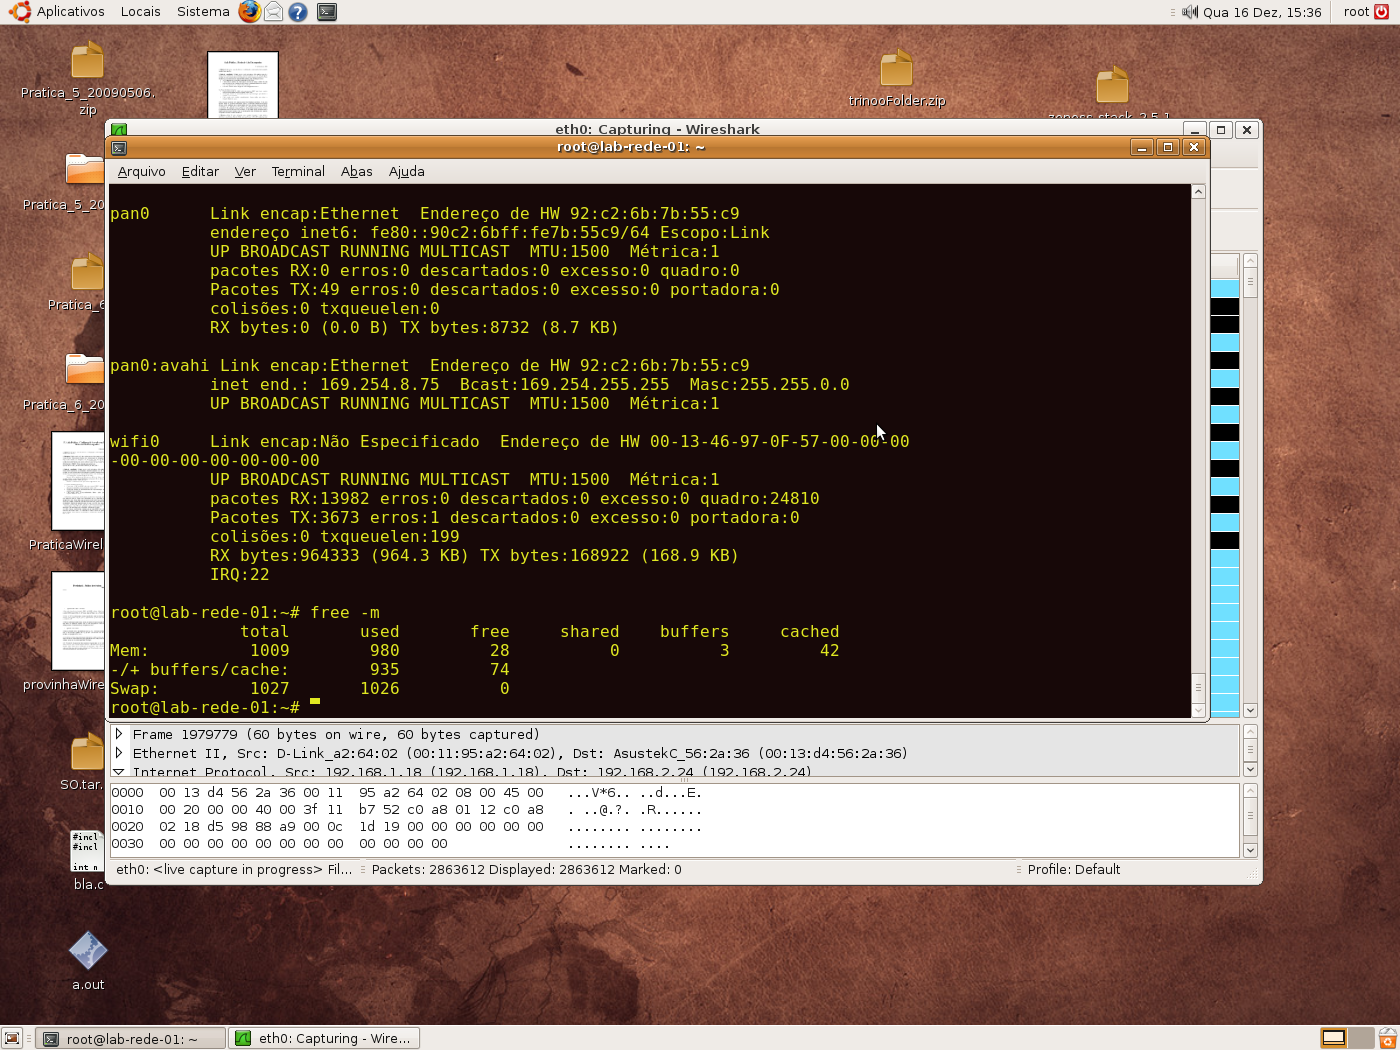 Aplicativos Locais Sistema
Qua 16 Dez, 15:36 root
Pratica_5_20090506.
zip
trinooFolder.zip
eth0: Capturing - Wireshark
root@lab-rede-01: ~
Arquivo Editar Ver Terminal Abas Ajuda
pan0      Link encap:Ethernet  Endereço de HW 92:c2:6b:7b:55:c9
          endereço inet6: fe80::90c2:6bff:fe7b:55c9/64 Escopo:Link
          UP BROADCAST RUNNING MULTICAST  MTU:1500  Métrica:1
          pacotes RX:0 erros:0 descartados:0 excesso:0 quadro:0
          Pacotes TX:49 erros:0 descartados:0 excesso:0 portadora:0
          colisões:0 txqueuelen:0
          RX bytes:0 (0.0 B) TX bytes:8732 (8.7 KB)
pan0:avahi Link encap:Ethernet  Endereço de HW 92:c2:6b:7b:55:c9
          inet end.: 169.254.8.75  Bcast:169.254.255.255  Masc:255.255.0.0
          UP BROADCAST RUNNING MULTICAST  MTU:1500  Métrica:1
wifi0     Link encap:Não Especificado  Endereço de HW 00-13-46-97-0F-57-00-00-00
-00-00-00-00-00-00-00
          UP BROADCAST RUNNING MULTICAST  MTU:1500  Métrica:1
          pacotes RX:13982 erros:0 descartados:0 excesso:0 quadro:24810
          Pacotes TX:3673 erros:1 descartados:0 excesso:0 portadora:0
          colisões:0 txqueuelen:199
          RX bytes:964333 (964.3 KB) TX bytes:168922 (168.9 KB)
          IRQ:22
root@lab-rede-01:~# free -m
             total       used       free     shared    buffers     cached
Mem:          1009        980         28          0          3         42
-/+ buffers/cache:        935         74
Swap:         1027       1026          0
root@lab-rede-01:~#
Pratica_5_20
Pratica_6
Pratica_6_20
PraticaWirel
provinhaWire
SO.tar.
#incl
#incl
int n
bla.c
a.out
Frame 1979779 (60 bytes on wire, 60 bytes captured)
Ethernet II, Src: D-Link_a2:64:02 (00:11:95:a2:64:02), Dst: AsustekC_56:2a:36 (00:13:d4:56:2a:36)
Internet Protocol, Src: 192.168.1.18 (192.168.1.18), Dst: 192.168.2.24 (192.168.2.24)
0000  00 13 d4 56 2a 36 00 11  95 a2 64 02 08 00 45 00   ...V*6.. ..d...E.
0010  00 20 00 00 40 00 3f 11  b7 52 c0 a8 01 12 c0 a8   . ..@.?. .R......
0020  02 18 d5 98 88 a9 00 0c  1d 19 00 00 00 00 00 00   ........ ........
0030  00 00 00 00 00 00 00 00  00 00 00 00   ........ ....
eth0: <live capture in progress> Fil... Packets: 2863612 Displayed: 2863612 Marked: 0 Profile: Default
root@lab-rede-01: ~
eth0: Capturing - Wire...